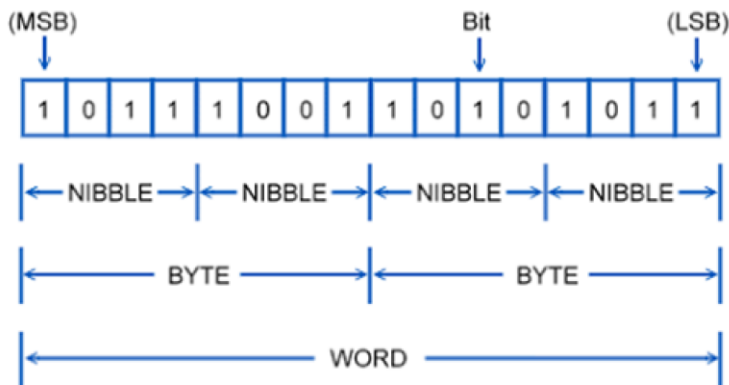 (MSB) Bit (LSB)
1 0 1 1 1 0 0 1 1 0 1 0 1 0 1 1
NIBBLE NIBBLE NIBBLE NIBBLE
BYTE BYTE
WORD